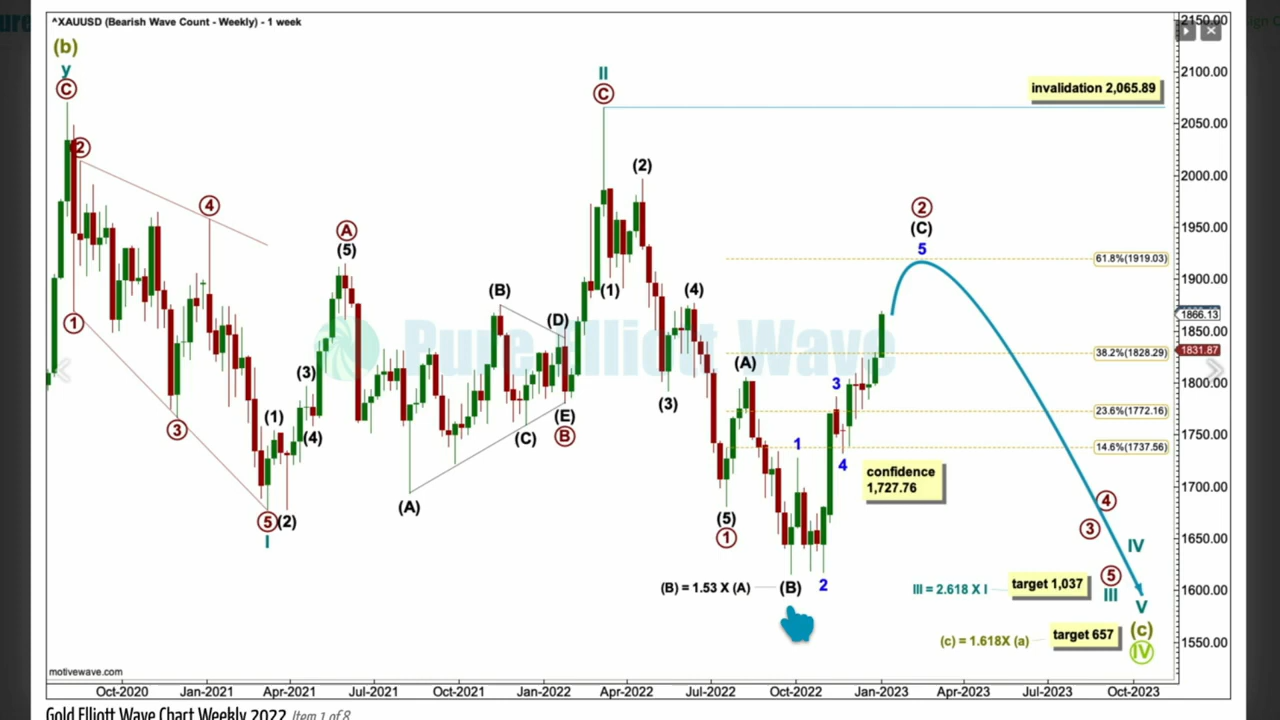 ^XAUUSD (Bearish Wave Count - Weekly) - 1 week
2150.00
(b)
y
C
II
C
2100.00
invalidation 2,065.89
2050.00
2
(2)
2000.00
4
A
(5)
2
(C)
5
1950.00
61.8%(1919.03)
1900.00
(B)
(1)
(4)
1866.13
1
(D)
Pure Elliott Wave
1850.00
38.2%(1828.29)
1831.87
(3)
(A)
3
1800.00
(1)
(3)
(E)
23.6%(1772.16)
3
(4)
(C)
B
1
14.6%(1737.56)
1750.00
4
confidence
1,727.76
1700.00
5
(2)
(A)
(5)
4
I
1
3
1650.00
IV
(B) = 1.53 X (A)
(B)
2
III = 2.618 X I
target 1,037
5
III
1600.00
V
(c) = 1.618X (a)
target 657
(c)
IV
1550.00
motivewave.com
Oct-2020
Jan-2021
Apr-2021
Jul-2021
Oct-2021
Jan-2022
Apr-2022
Jul-2022
Oct-2022
Jan-2023
Apr-2023
Jul-2023
Oct-2023
Gold Elliott Wave Chart Weekly 2022 Item 1 of 8